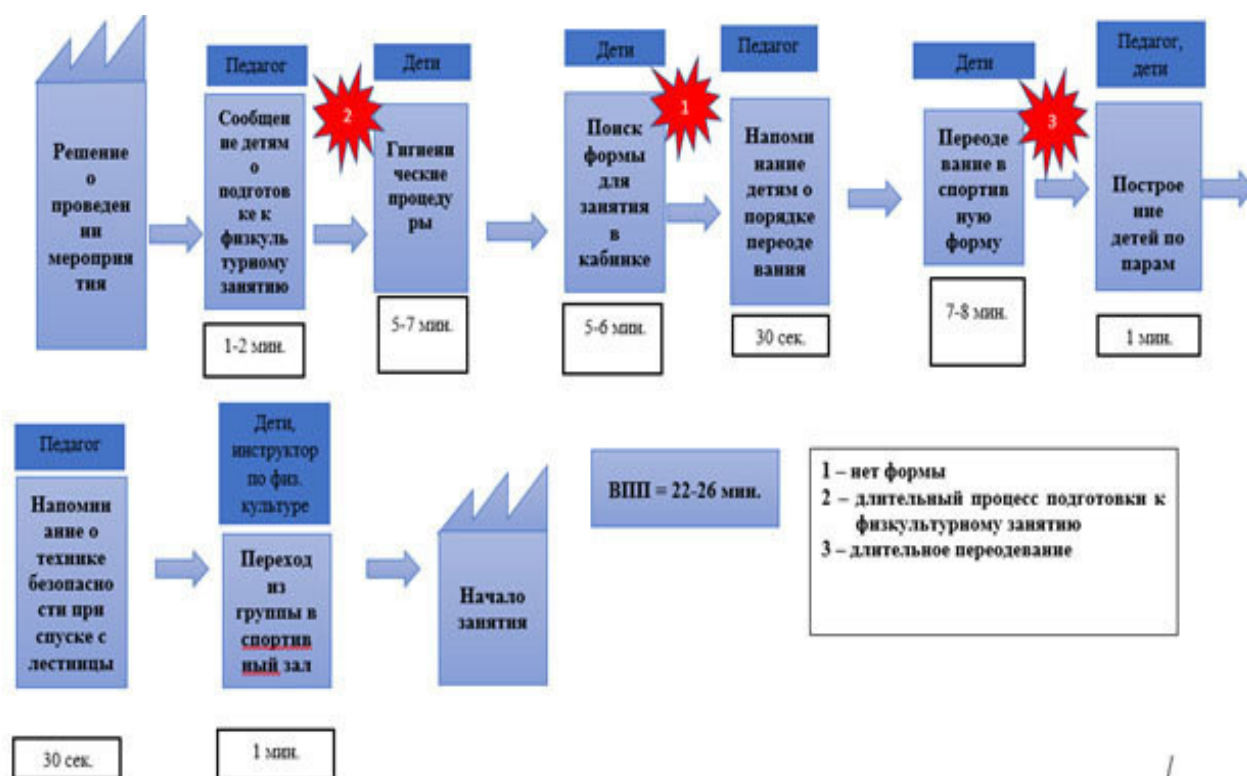 Решение
о
проведен
ии
мероприя
тия
Педагог
Сообщен
ие детям
о
подготов
ке к
физкуль
турному
занятию
1-2 мин.
2
Дети
Гигиени
ческие
процеду
ры
5-7 мин.
Дети
Поиск
формы
для
занятия
в
кабинке
5-6 мин.
1
Педагог
Напоми
нание
детям о
порядке
переоде
вания
30 сек.
Дети
Переоде
вание в
спортив
ную
форму
7-8 мин.
3
Педагог,
дети
Построе
ние
детей по
парам
1 мин.
Педагог
Напомин
ание о
технике
безопасно
сти при
спуске с
лестницы
30 сек.
Дети,
инструктор
по физ.
культуре
Переход
из
группы в
спортив
ный зал
1 мин.
Начало
занятия
ВПП = 22-26 мин.
1 – нет формы
2 – длительный процесс подготовки к
физкультурному занятию
3 – длительное переодевание